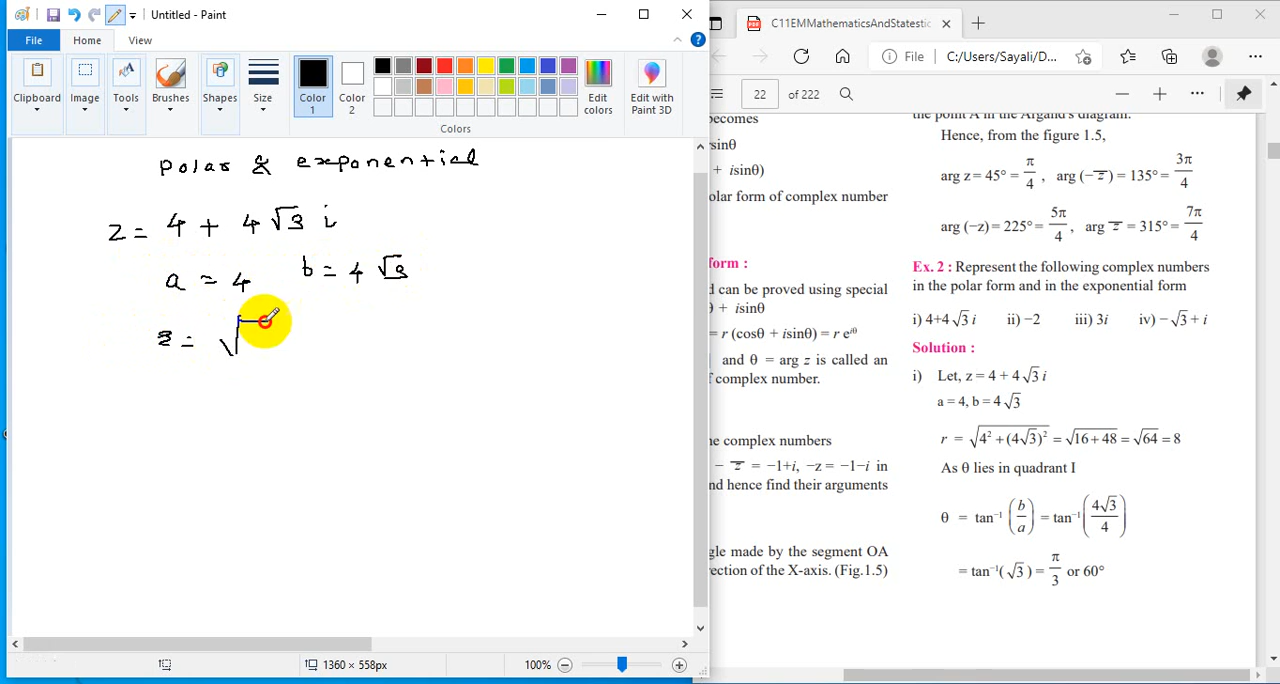 Untitled - Paint
File
Home
View
Clipboard
Image
Tools
Brushes
Shapes
Size
Color 1
Color 2
Edit colors
Edit with Paint 3D
Colors
Polar & exponential
z = 4 + 4 √3 i
a = 4 b = 4 √3
r = √
1360 × 558px
100%
C11EMMathematicsAndStatestic
File
C:/Users/Sayali/D...
22 of 222
becomes
rsinθ
+ isinθ)
olar form of complex number
form :
d can be proved using special
θ + isinθ
= r (cosθ + isinθ) = r e^iθ
and θ = arg z is called an
f complex number.
he complex numbers
− z̅ = −1+i, −z = −1−i in
nd hence find their arguments
gle made by the segment OA
rection of the X-axis. (Fig.1.5)
the point A in the Argand's diagram.
Hence, from the figure 1.5,
arg z = 45° = π/4 , arg (−z̅) = 135° = 3π/4
arg (−z) = 225° = 5π/4 , arg z̅ = 315° = 7π/4
Ex. 2 : Represent the following complex numbers
in the polar form and in the exponential form
i) 4+4√3 i ii) −2 iii) 3i iv) −√3 + i
Solution :
i) Let, z = 4 + 4√3 i
a = 4, b = 4√3
r = √(4² + (4√3)²) = √(16+48) = √64 = 8
As θ lies in quadrant I
θ = tan⁻¹ (b/a) = tan⁻¹ (4√3/4)
= tan⁻¹(√3) = π/3 or 60°